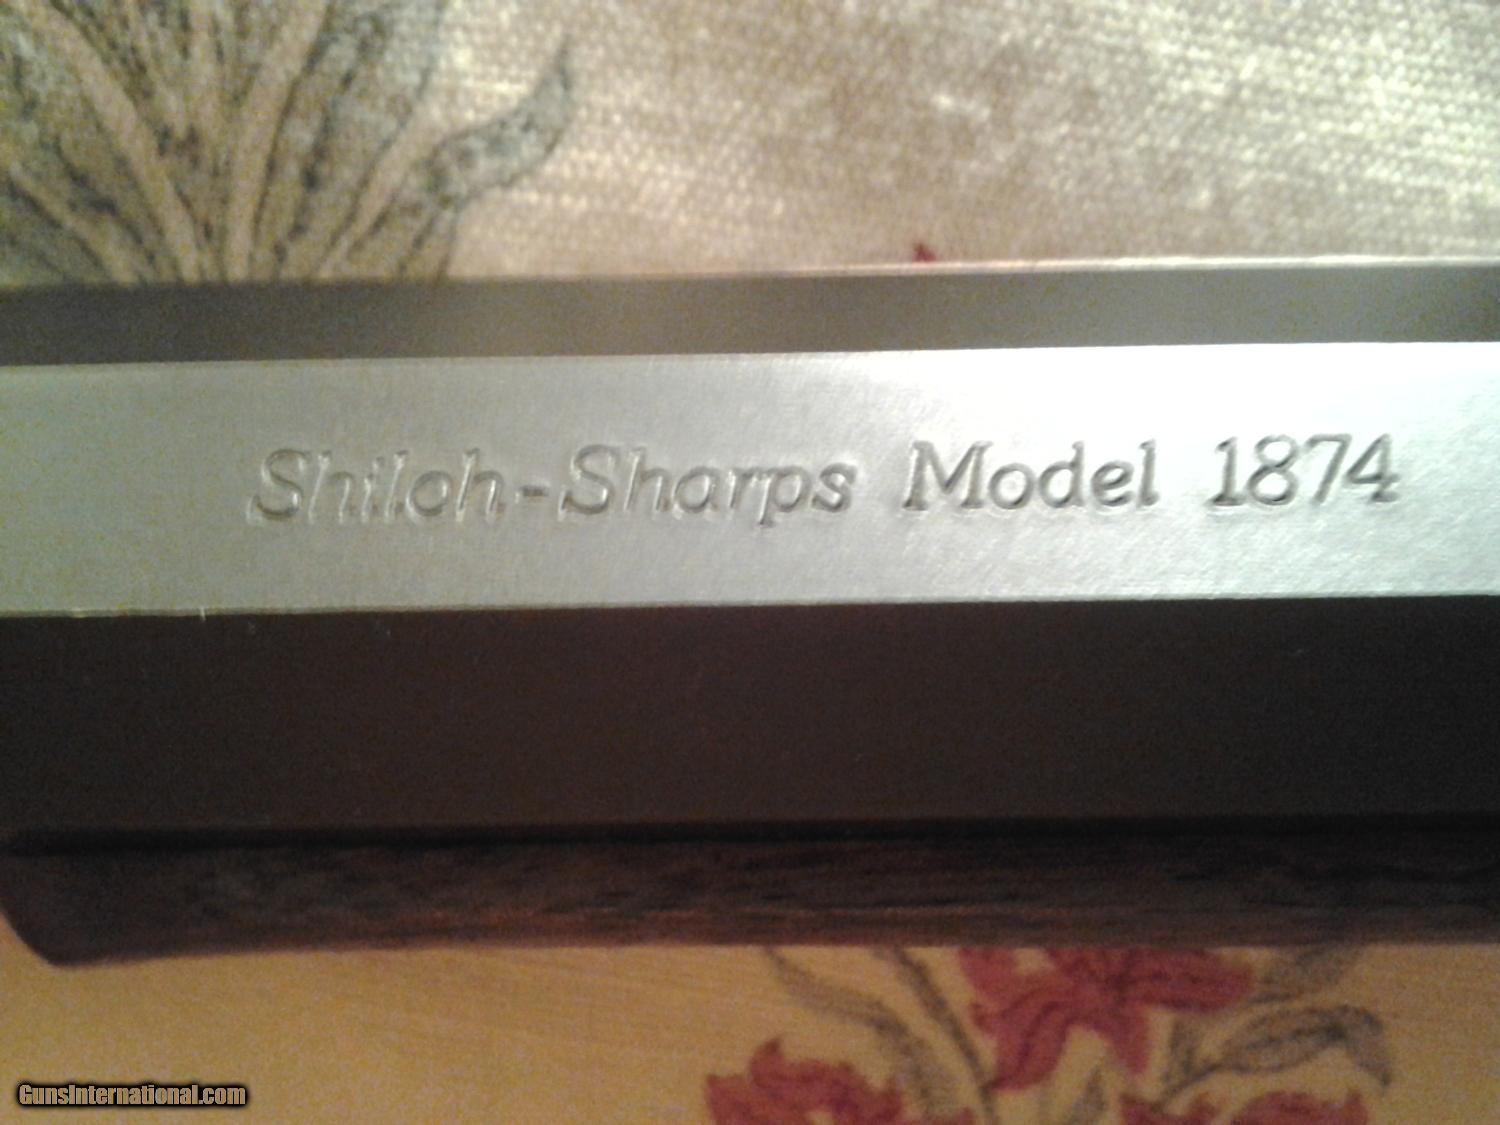 Shiloh-Sharps Model 1874
GunsInternational.com